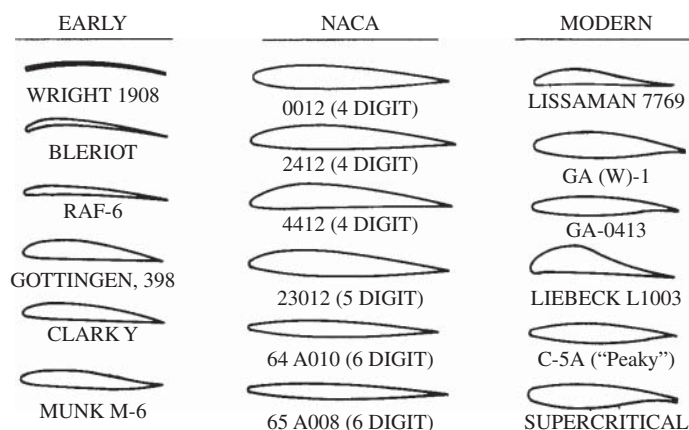 EARLY
WRIGHT 1908
BLERIOT
RAF-6
GOTTINGEN, 398
CLARK Y
MUNK M-6
NACA
0012 (4 DIGIT)
2412 (4 DIGIT)
4412 (4 DIGIT)
23012 (5 DIGIT)
64 A010 (6 DIGIT)
65 A008 (6 DIGIT)
MODERN
LISSAMAN 7769
GA (W)-1
GA-0413
LIEBECK L1003
C-5A (“Peaky”)
SUPERCRITICAL